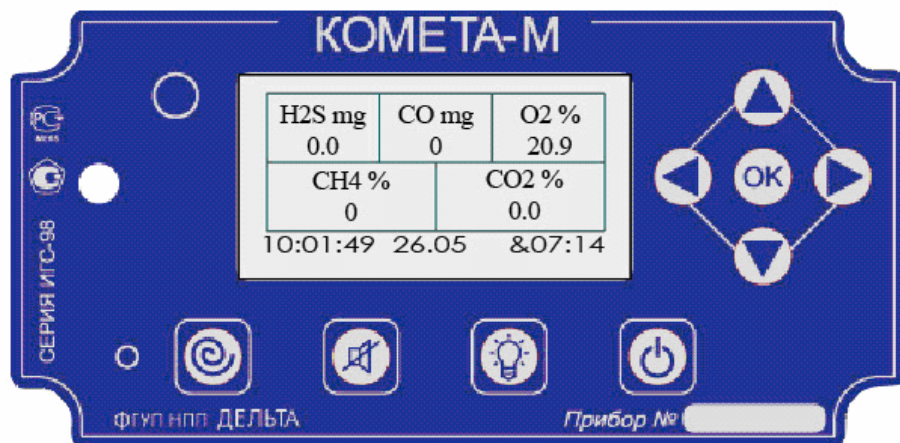 КОМЕТА-М
H2S mg CO mg O2 %
0.0 0 20.9
CH4 % CO2 %
0 0.0
10:01:49 26.05 &07:14
OK
СЕРИЯ ИГС-98
ФГУП НПП ДЕЛЬТА
Прибор №